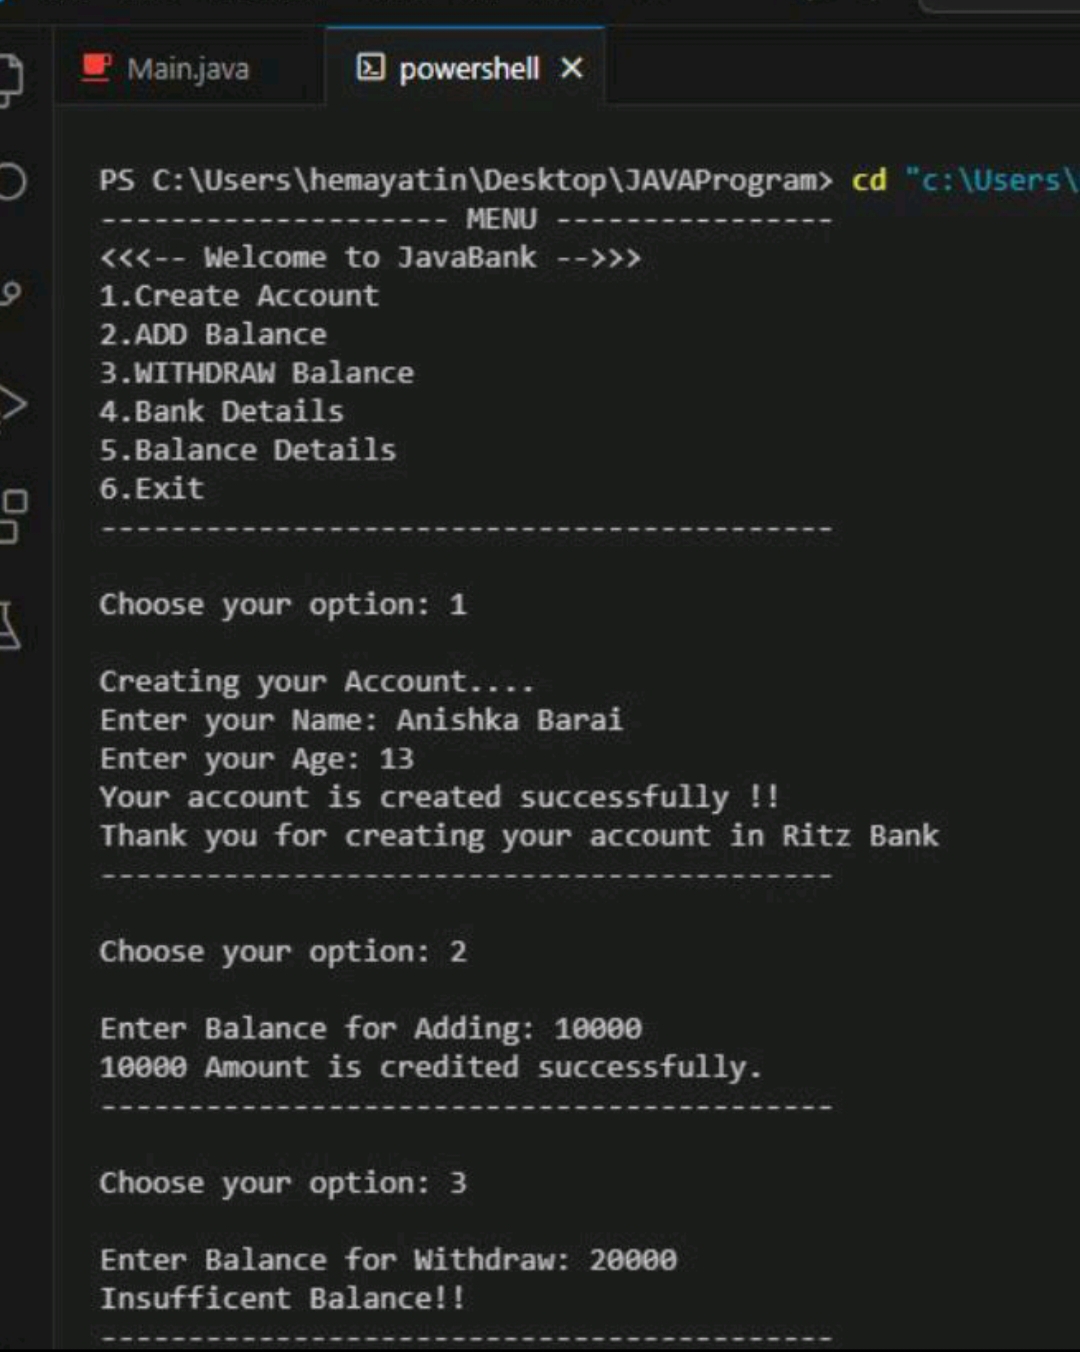 Main.java
powershell
PS C:\Users\hemayatin\Desktop\JAVAProgram> cd "c:\Users\
-------------------- MENU ----------------
<<<-- Welcome to JavaBank -->>>
1.Create Account
2.ADD Balance
3.WITHDRAW Balance
4.Bank Details
5.Balance Details
6.Exit
------------------------------------------
Choose your option: 1
Creating your Account....
Enter your Name: Anishka Barai
Enter your Age: 13
Your account is created successfully !!
Thank you for creating your account in Ritz Bank
------------------------------------------
Choose your option: 2
Enter Balance for Adding: 10000
10000 Amount is credited successfully.
------------------------------------------
Choose your option: 3
Enter Balance for Withdraw: 20000
Insufficent Balance!!
------------------------------------------